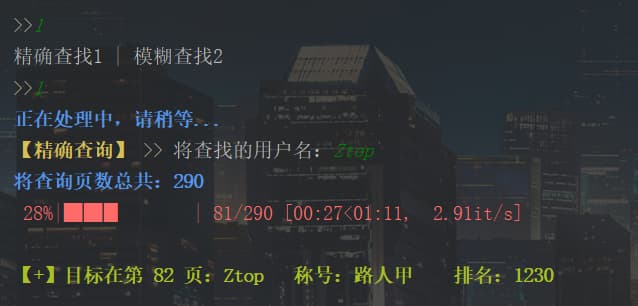 >>1
精确查找1 | 模糊查找2
>>1
正在处理中，请稍等...
【精确查询】 >> 将查找的用户名：Ztop
将查询页数总共：290
28%|███ | 81/290 [00:27<01:11, 2.91it/s]
【+】目标在第 82 页：Ztop 称号：路人甲 排名：1230